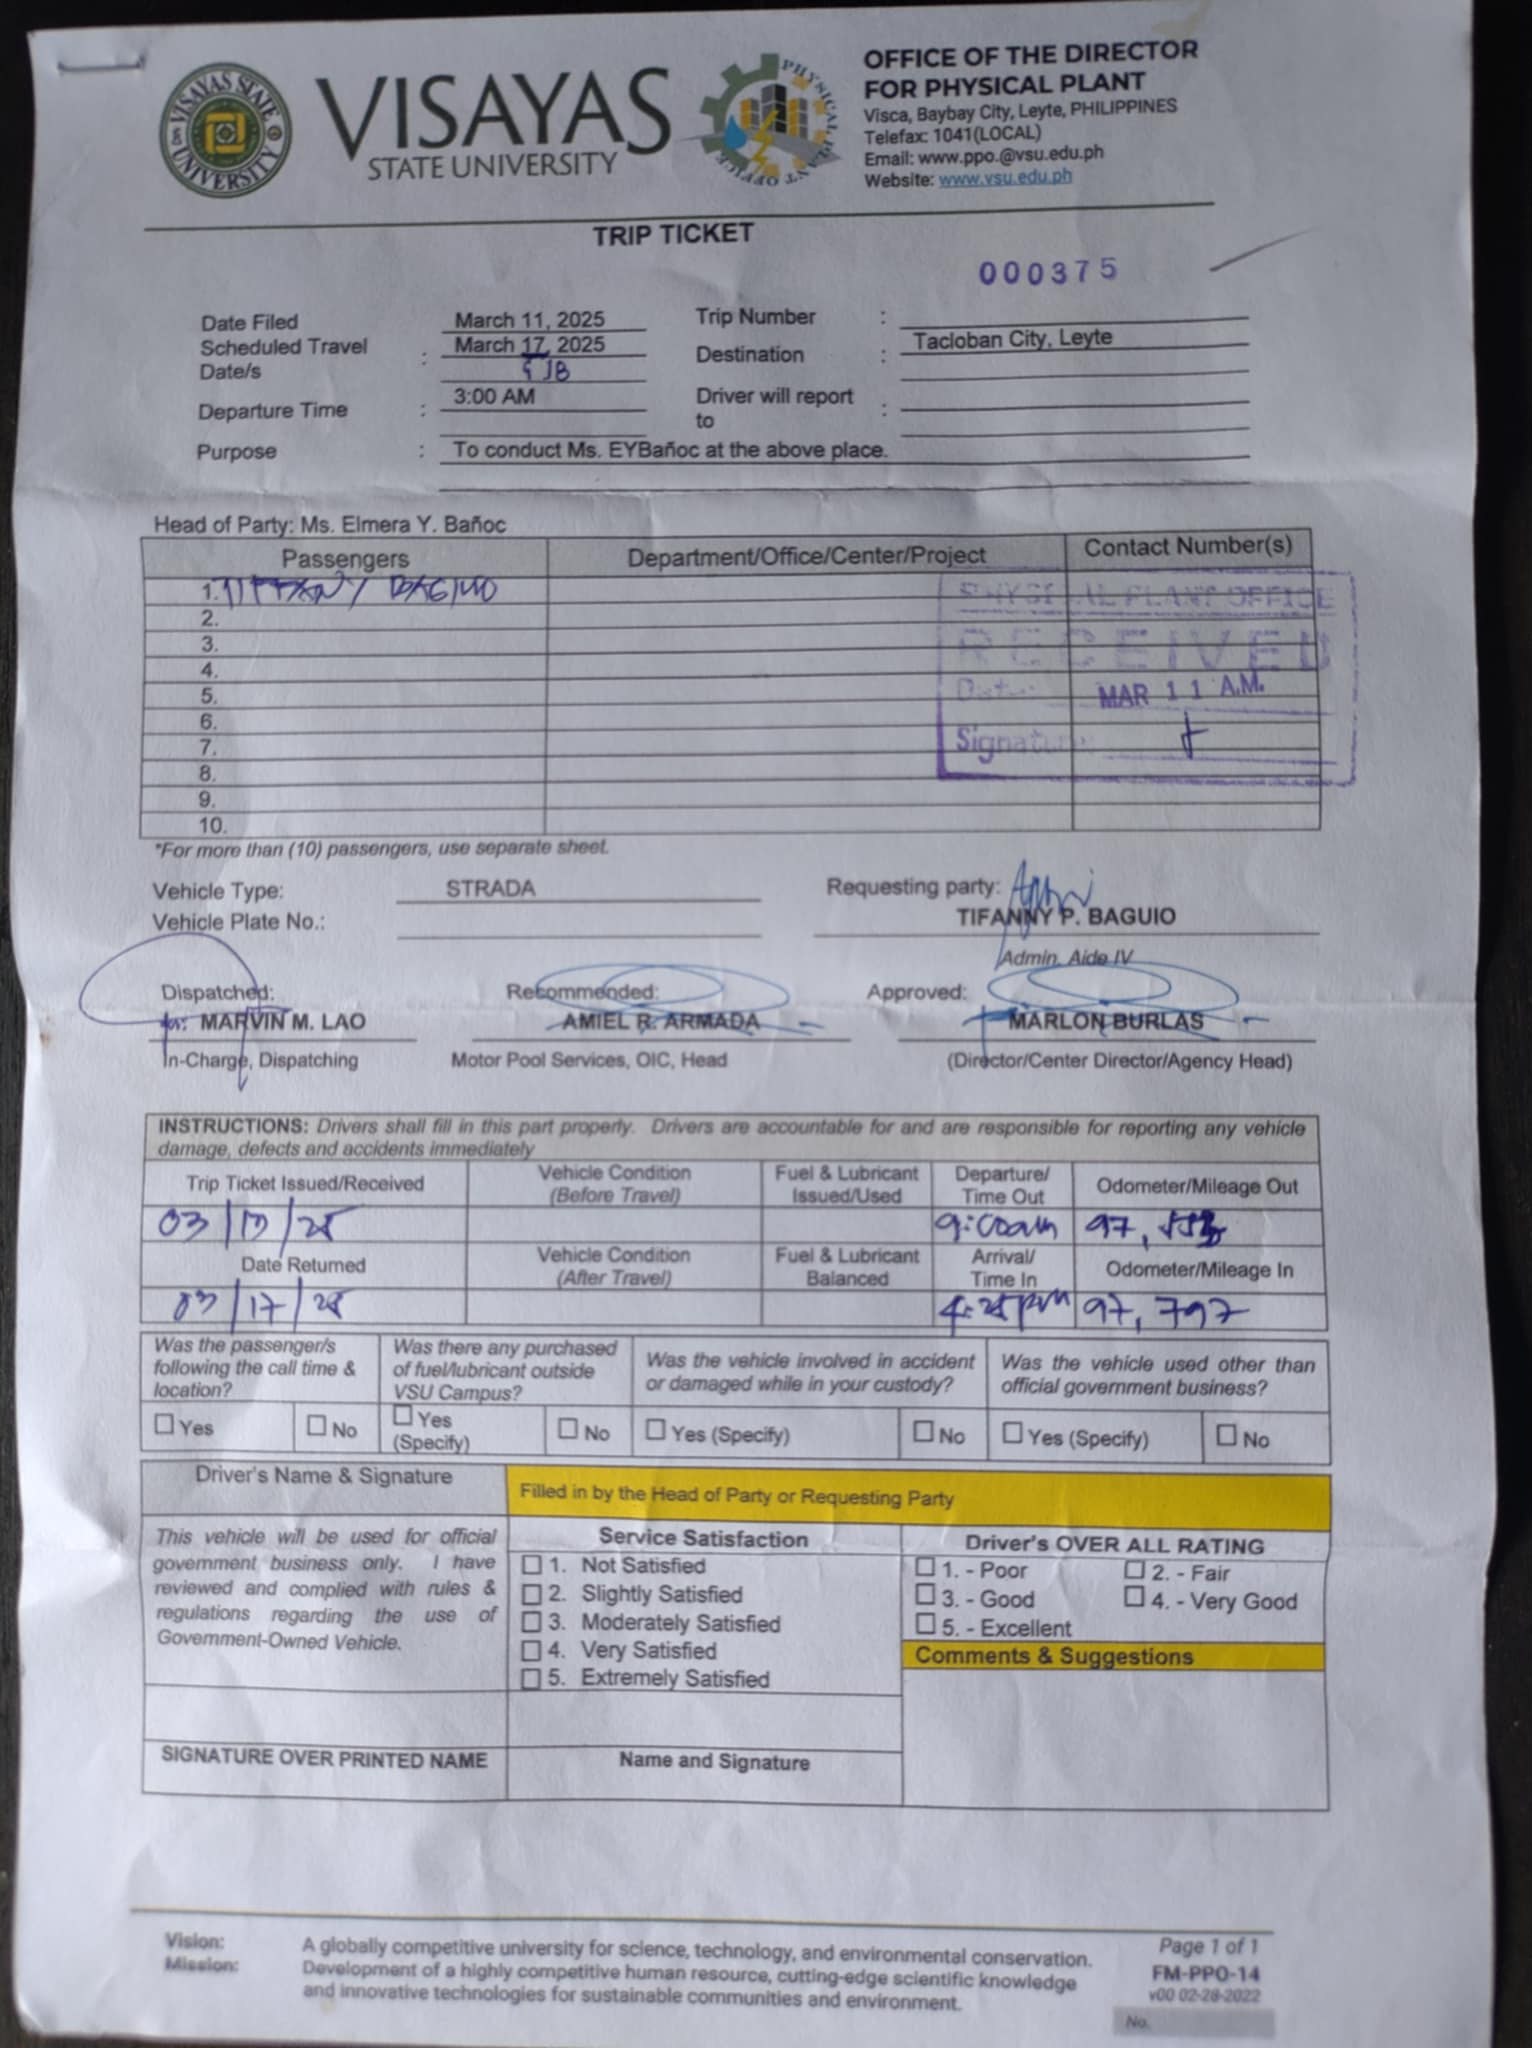 VISAYAS STATE UNIVERSITY
VISAYAS
STATE UNIVERSITY
PHYSICAL PLANT OFFICE
OFFICE OF THE DIRECTOR
FOR PHYSICAL PLANT
Visca, Baybay City, Leyte, PHILIPPINES
Telefax: 1041(LOCAL)
Email: www.ppo.@vsu.edu.ph
Website: www.vsu.edu.ph
TRIP TICKET
000375
Date Filed March 11, 2025 Trip Number :
Scheduled Travel Date/s : March 17, 2025 Destination : Tacloban City, Leyte
Departure Time : 3:00 AM Driver will report to :
Purpose : To conduct Ms. EYBañoc at the above place.
Head of Party: Ms. Elmera Y. Bañoc
Passengers Department/Office/Center/Project Contact Number(s)
1. TIFFANY BAGUIO
2.
3.
4.
5.
6.
7.
8.
9.
10.
PHYSICAL PLANT OFFICE
RECEIVED
Date: MAR 11 A.M.
Signature:
*For more than (10) passengers, use separate sheet.
Vehicle Type: STRADA Requesting party:
Vehicle Plate No.: TIFANNY P. BAGUIO
Admin. Aide IV
Dispatched: Recommended: Approved:
for: MARVIN M. LAO AMIEL R. ARMADA MARLON BURLAS
In-Charge, Dispatching Motor Pool Services, OIC, Head (Director/Center Director/Agency Head)
INSTRUCTIONS: Drivers shall fill in this part properly. Drivers are accountable for and are responsible for reporting any vehicle
damage, defects and accidents immediately
Trip Ticket Issued/Received Vehicle Condition (Before Travel) Fuel & Lubricant Issued/Used Departure/ Time Out Odometer/Mileage Out
9:00am 97,
Date Returned Vehicle Condition (After Travel) Fuel & Lubricant Balanced Arrival/ Time In Odometer/Mileage In
03/17/25 4:25pm 97,797
Was the passenger/s following the call time & location? Was there any purchased of fuel/lubricant outside VSU Campus? Was the vehicle involved in accident or damaged while in your custody? Was the vehicle used other than official government business?
Yes No Yes (Specify) No Yes (Specify) No Yes (Specify) No
Driver's Name & Signature Filled in by the Head of Party or Requesting Party
This vehicle will be used for official
government business only. I have
reviewed and complied with rules &
regulations regarding the use of
Government-Owned Vehicle.
Service Satisfaction
1. Not Satisfied
2. Slightly Satisfied
3. Moderately Satisfied
4. Very Satisfied
5. Extremely Satisfied
Driver's OVER ALL RATING
1. - Poor 2. - Fair
3. - Good 4. - Very Good
5. - Excellent
Comments & Suggestions
SIGNATURE OVER PRINTED NAME Name and Signature
Vision: A globally competitive university for science, technology, and environmental conservation.
Mission: Development of a highly competitive human resource, cutting-edge scientific knowledge
and innovative technologies for sustainable communities and environment.
Page 1 of 1
FM-PPO-14
v00 02-28-2022
No.